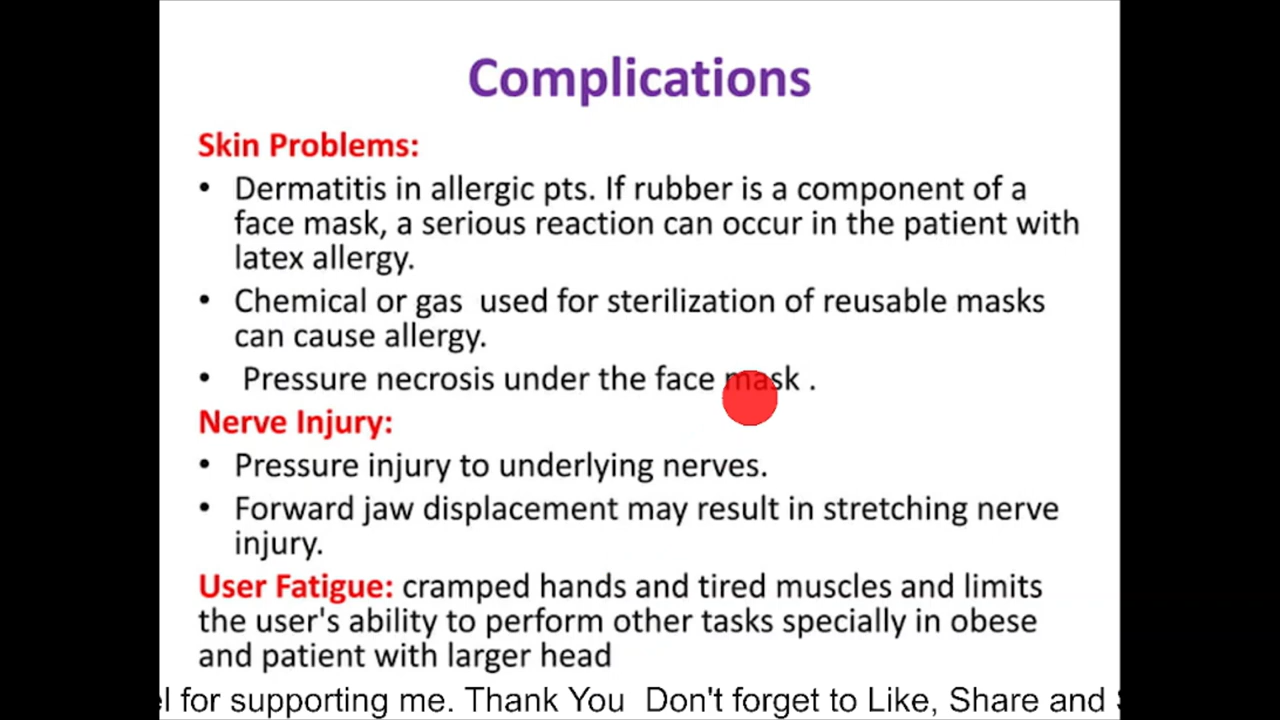 Complications
Skin Problems:
• Dermatitis in allergic pts. If rubber is a component of a
face mask, a serious reaction can occur in the patient with
latex allergy.
• Chemical or gas used for sterilization of reusable masks
can cause allergy.
• Pressure necrosis under the face mask .
Nerve Injury:
• Pressure injury to underlying nerves.
• Forward jaw displacement may result in stretching nerve
injury.
User Fatigue: cramped hands and tired muscles and limits
the user's ability to perform other tasks specially in obese
and patient with larger head
for supporting me. Thank You Don't forget to Like, Share and